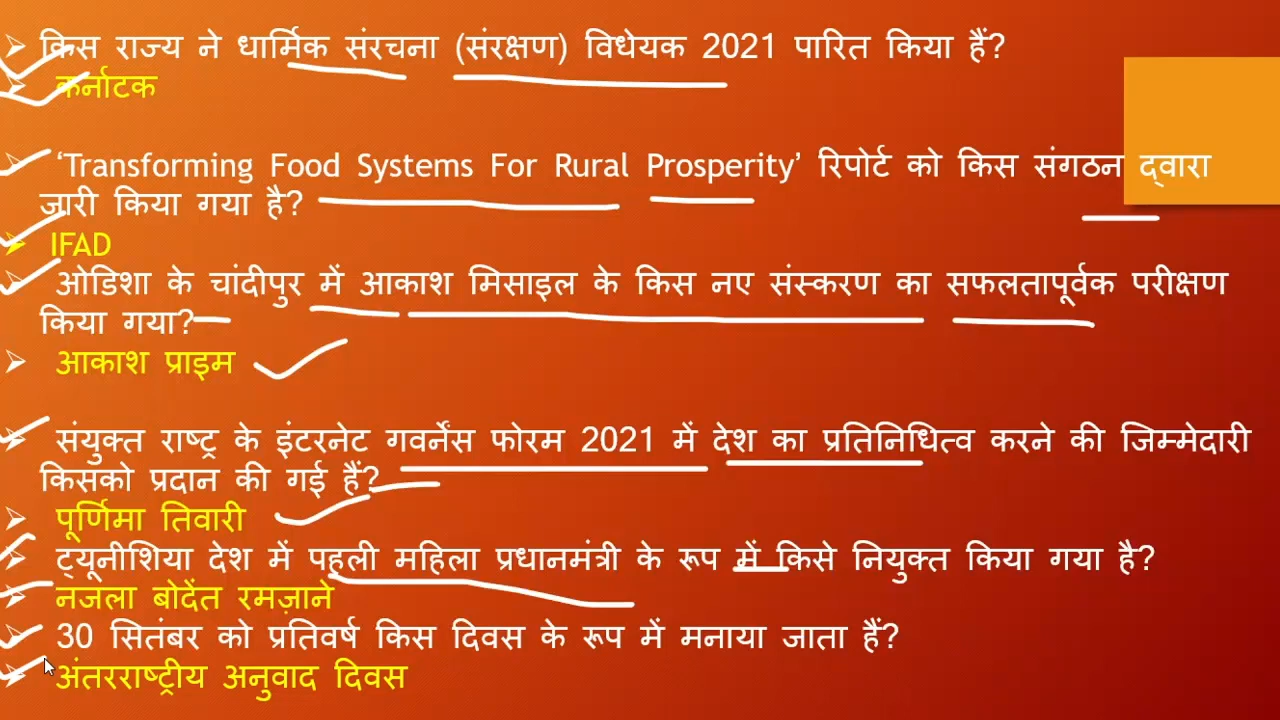 किस राज्य ने धार्मिक संरचना (संरक्षण) विधेयक 2021 पारित किया हैं?
कर्नाटक
‘Transforming Food Systems For Rural Prosperity’ रिपोर्ट को किस संगठन द्वारा
जारी किया गया है?
IFAD
ओडिशा के चांदीपुर में आकाश मिसाइल के किस नए संस्करण का सफलतापूर्वक परीक्षण
किया गया?
आकाश प्राइम
संयुक्त राष्ट्र के इंटरनेट गवर्नेंस फोरम 2021 में देश का प्रतिनिधित्व करने की जिम्मेदारी
किसको प्रदान की गई हैं?
पूर्णिमा तिवारी
ट्यूनीशिया देश में पहली महिला प्रधानमंत्री के रूप में किसे नियुक्त किया गया है?
नजला बोदेंत रमज़ाने
30 सितंबर को प्रतिवर्ष किस दिवस के रूप में मनाया जाता हैं?
अंतरराष्ट्रीय अनुवाद दिवस